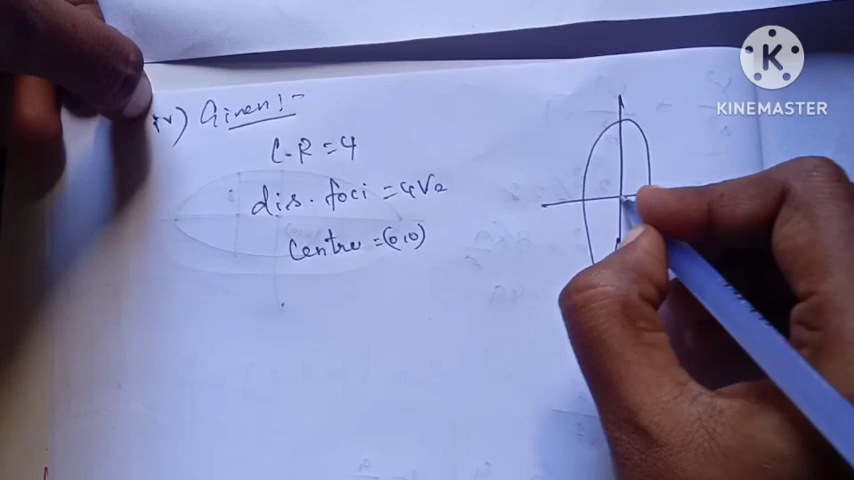 iv) Given :-
L.R = 4
dis. foci = 4√2
Centre = (0,0)
KINEMASTER